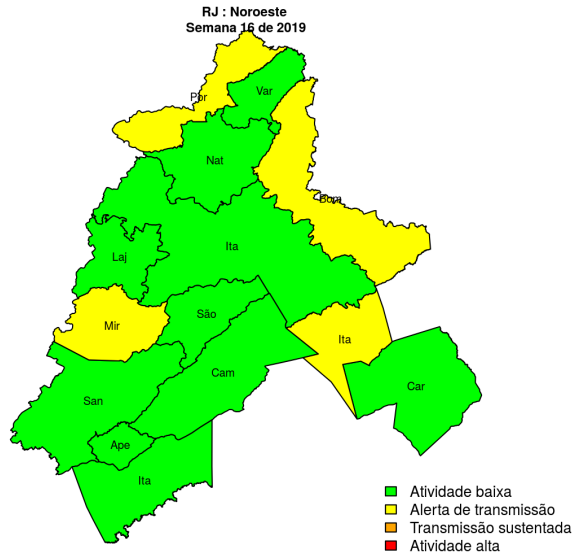 RJ : Noroeste
Semana 16 de 2019
Por
Var
Nat
Bom
Ita
Laj
São
Mir
Ita
Cam
Car
San
Ape
Ita
Atividade baixa
Alerta de transmissão
Transmissão sustentada
Atividade alta